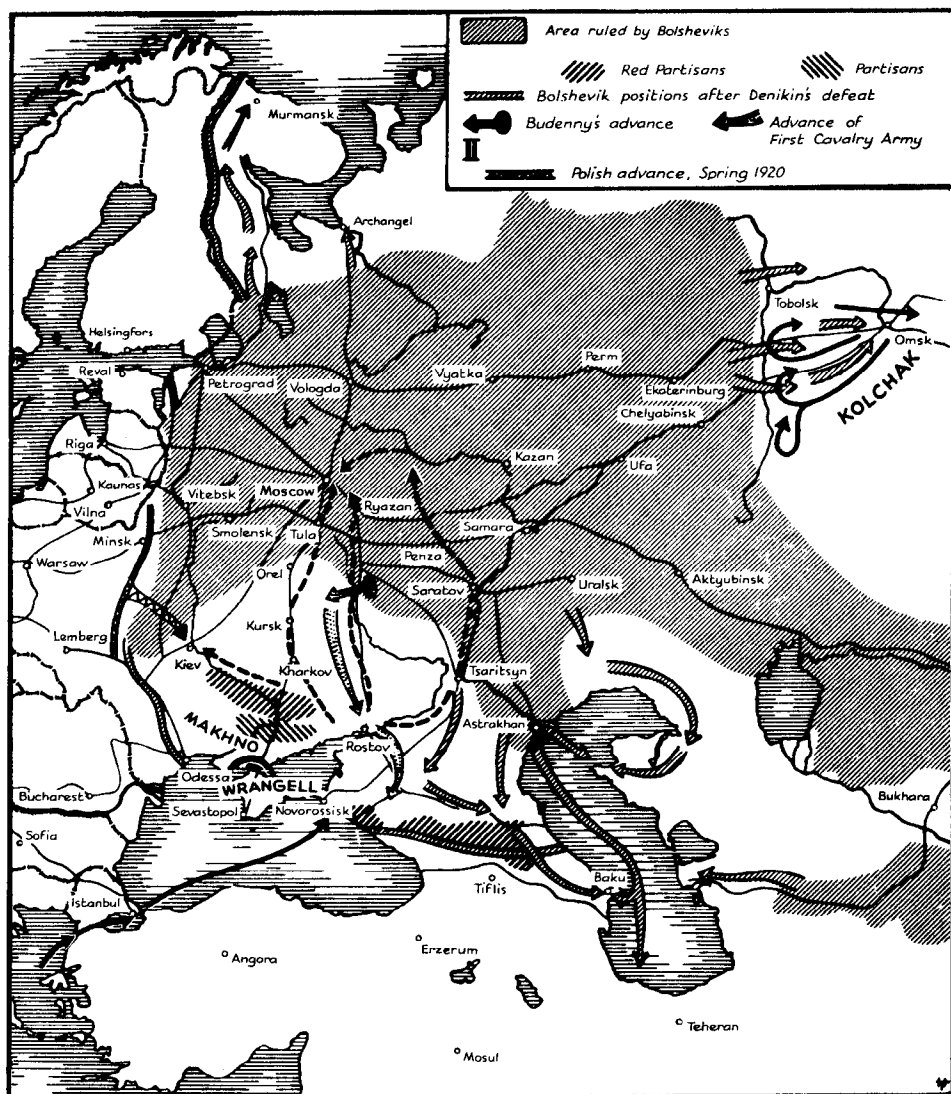 Area ruled by Bolsheviks
Red Partisans
Partisans
Bolshevik positions after Denikin's defeat
Budenny's advance
Advance of
First Cavalry Army
Polish advance, Spring 1920
Murmansk
Archangel
Helsingfors
Reval
Petrograd
Vologda
Vyatka
Perm
Ekaterinburg
Tobolsk
Omsk
KOLCHAK
Chelyabinsk
Riga
Kazan
Ufa
Kaunas
Vitebsk
Moscow
Ryazan
Vilna
Smolensk
Tula
Samara
Minsk
Penza
Warsaw
Orel
Saratov
Uralsk
Aktyubinsk
Kursk
Lemberg
Kiev
Kharkov
Tsaritsyn
MAKHNO
Rostov
Astrakhan
Odessa
WRANGELL
Bucharest
Sevastopol
Novorossisk
Bukhara
Sofia
Tiflis
Baku
Istanbul
Angora
Erzerum
Teheran
Mosul